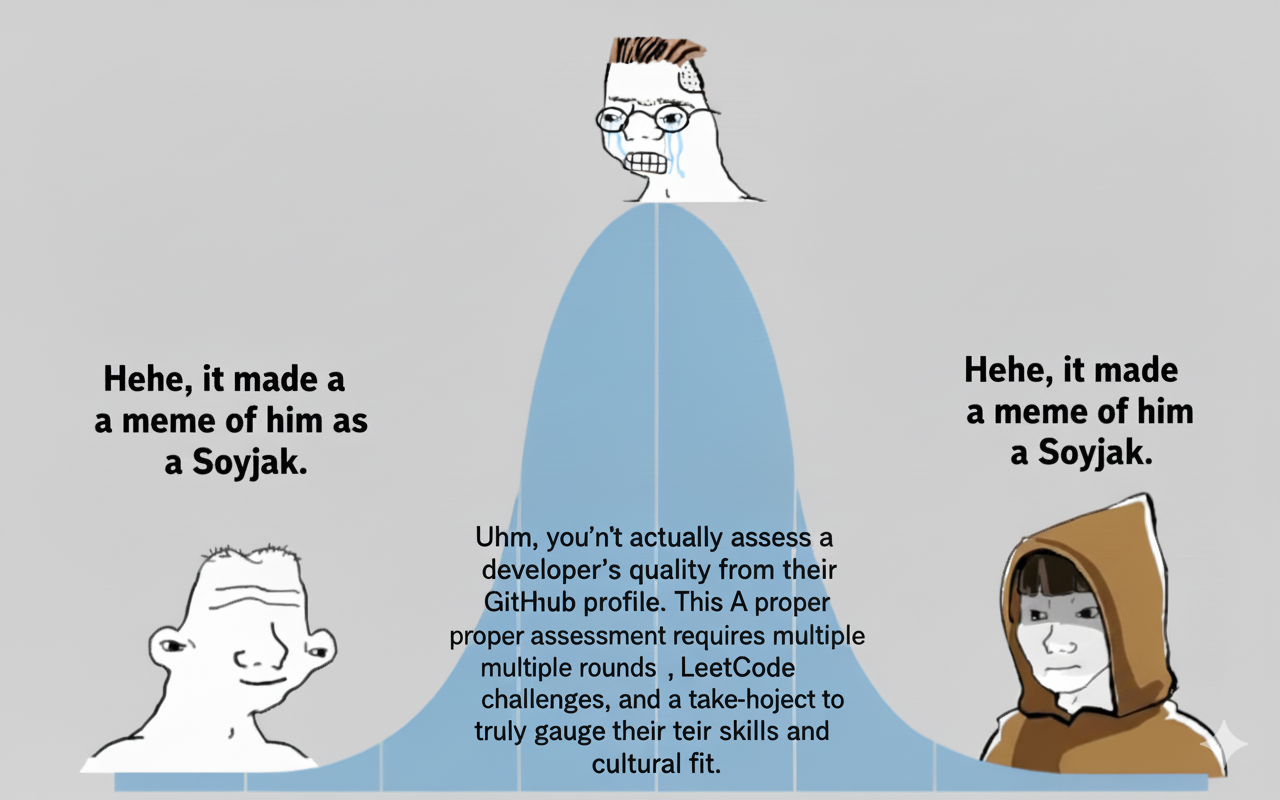 Hehe, it made a
a meme of him as
a Soyjak.
Hehe, it made
a meme of him
a Soyjak.
Uhm, you'n't actually assess a
developer's quality from their
GitHub profile. This A proper
proper assessment requires multiple
multiple rounds , LeetCode
challenges, and a take-hoject to
truly gauge their teir skills and
cultural fit.